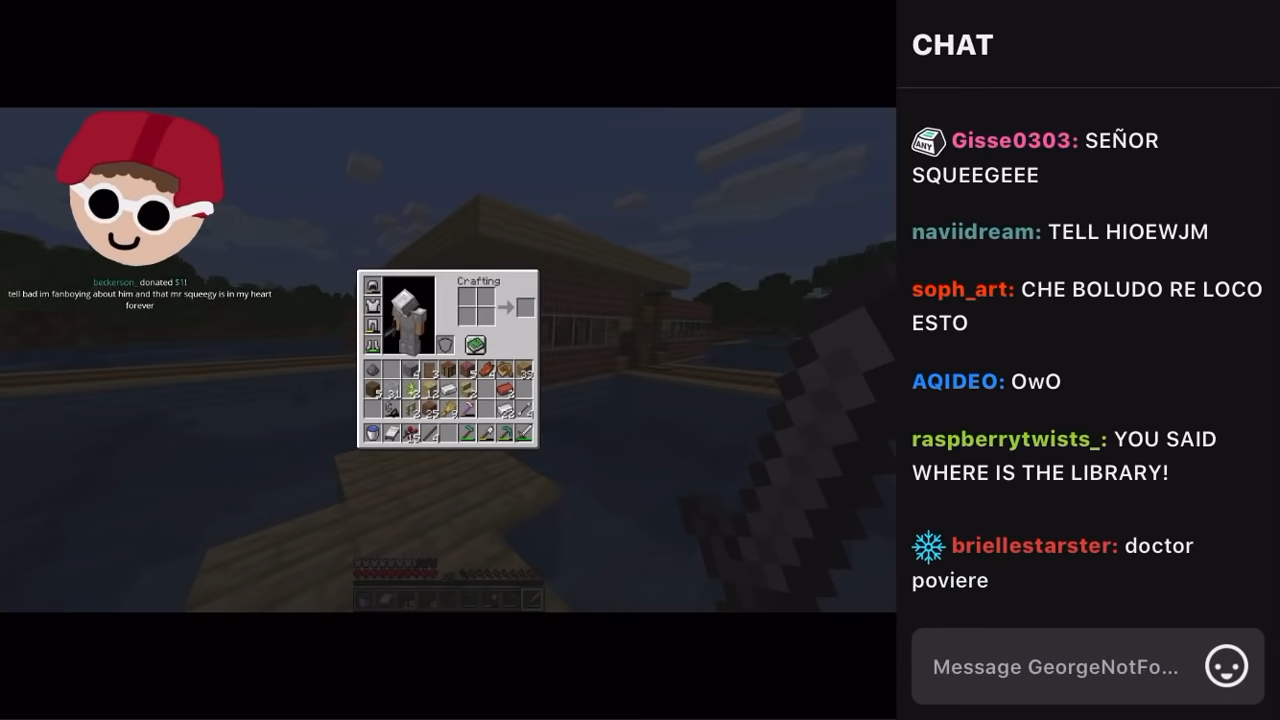 CHAT
ANY Gisse0303: SEÑOR
SQUEEGEEE
naviidream: TELL HIOEWJM
soph_art: CHE BOLUDO RE LOCO
ESTO
AQIDEO: OwO
raspberrytwists_: YOU SAID
WHERE IS THE LIBRARY!
briellestarster: doctor
poviere
Message GeorgeNotFo...
beckerson_ donated $1!
tell bad im fanboying about him and that mr squeegy is in my heart
forever
Crafting